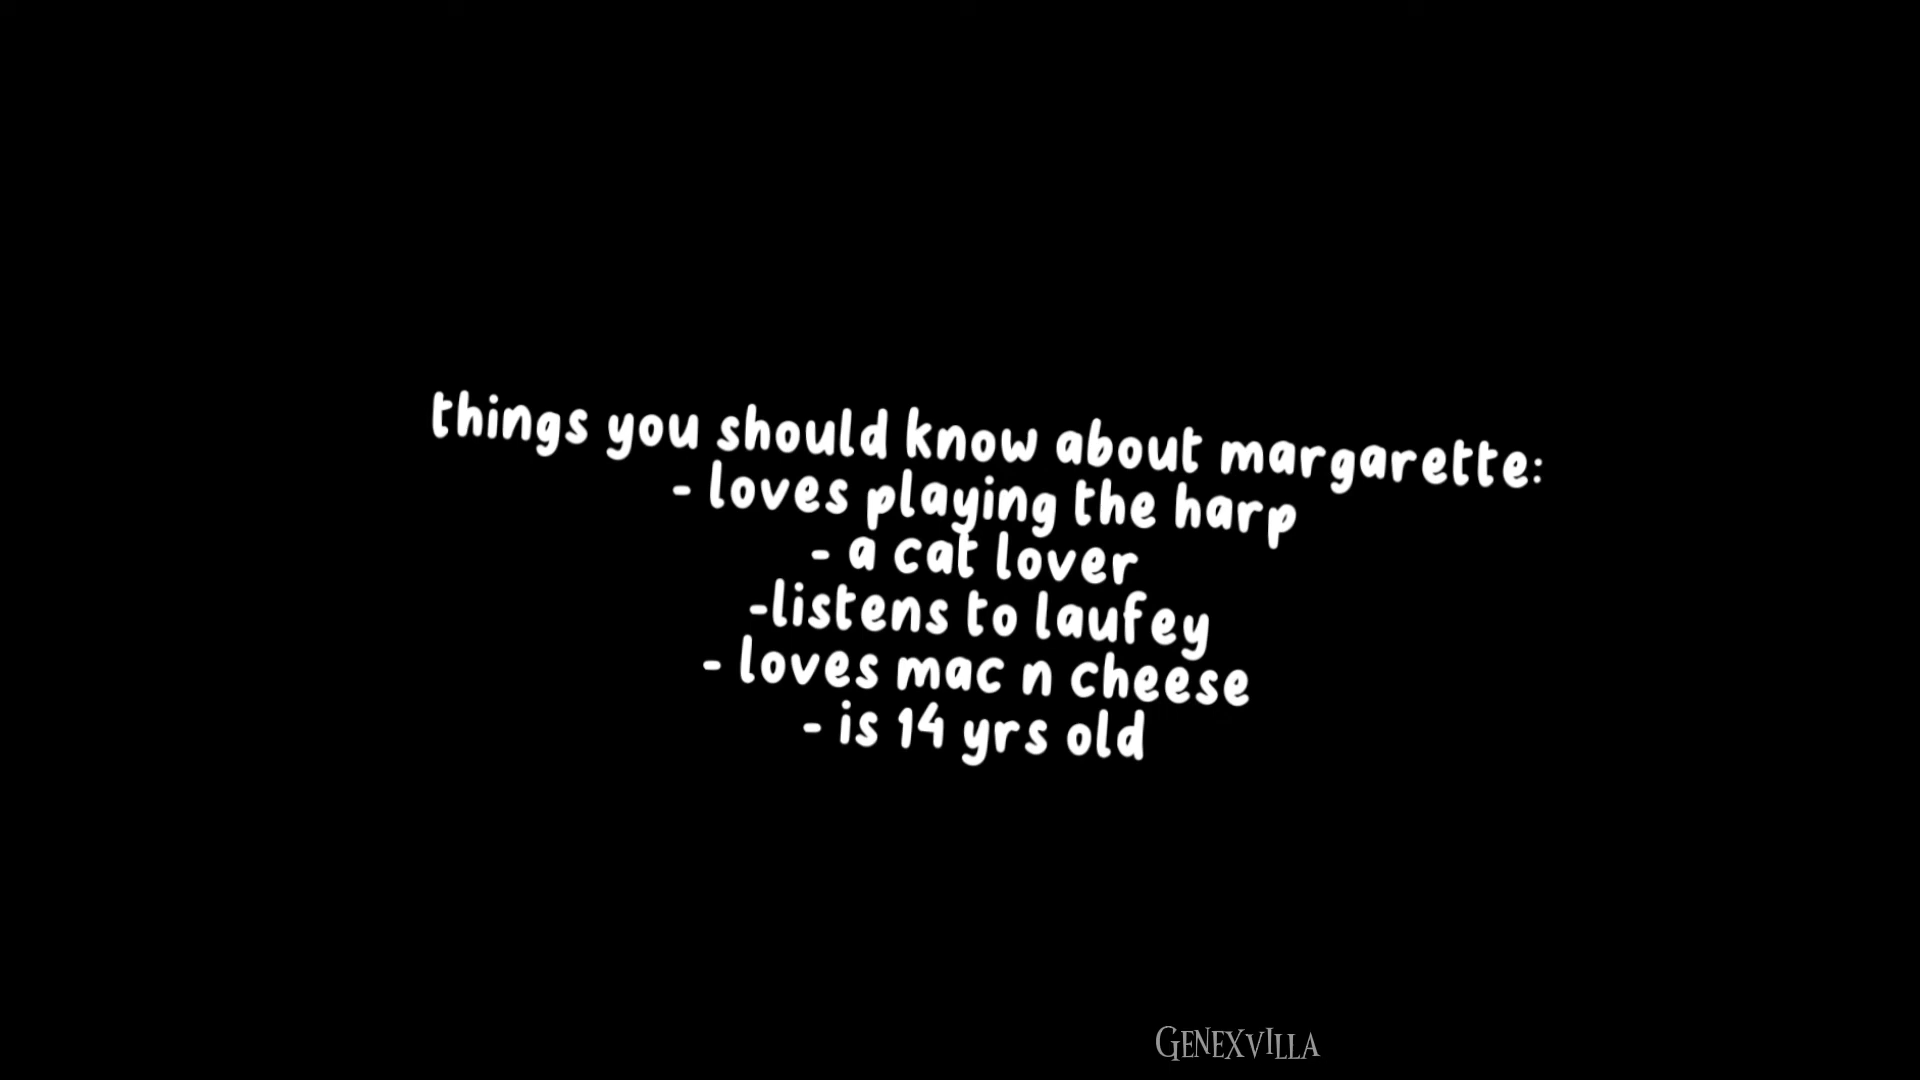 things you should know about margarette:
- loves playing the harp
- a cat lover
-listens to laufey
- loves mac n cheese
- is 14 yrs old
GENEXVILLA